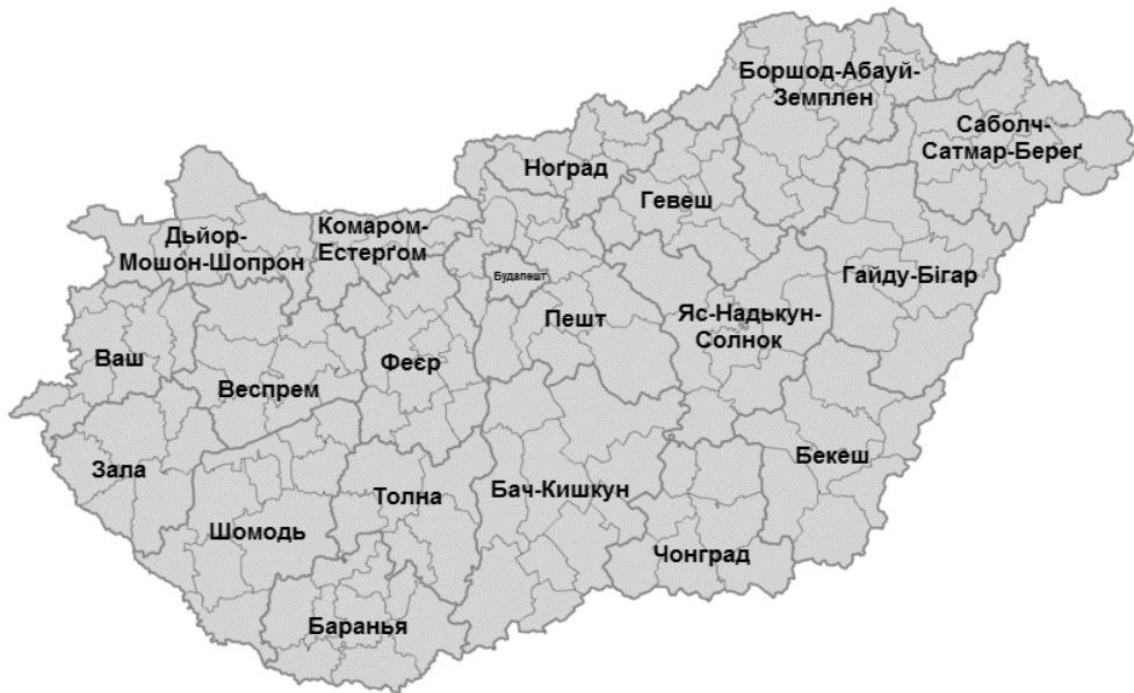 Боршод-Абауй-
Земплен
Саболч-
Сатмар-Береґ
Ноґрад
Гевеш
Дьйор-
Мошон-Шопрон
Комаром-
Естерґом
Будапешт
Гайду-Бігар
Пешт
Яс-Надькун-
Солнок
Ваш
Веспрем
Феєр
Зала
Бекеш
Толна
Бач-Кишкун
Шомодь
Чонград
Баранья